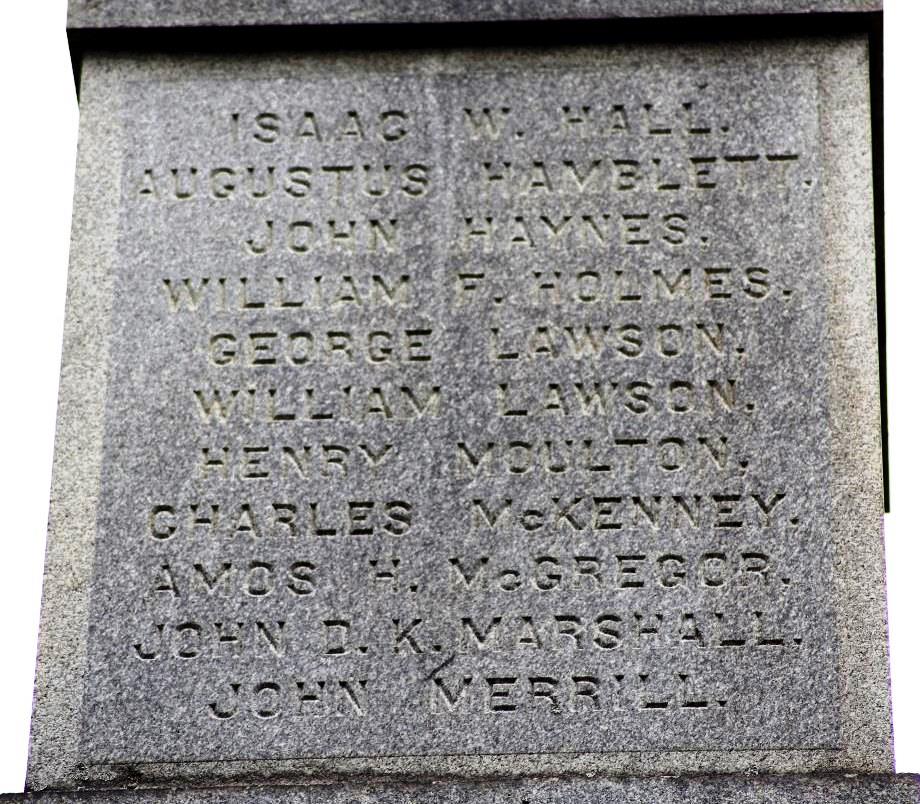 ISAAC W. HALL.
AUGUSTUS HAMBLETT.
JOHN HAYNES.
WILLIAM F. HOLMES.
GEORGE LAWSON.
WILLIAM LAWSON.
HENRY MOULTON.
CHARLES McKENNEY.
AMOS H. McGREGOR.
JOHN D. K. MARSHALL.
JOHN MERRILL.